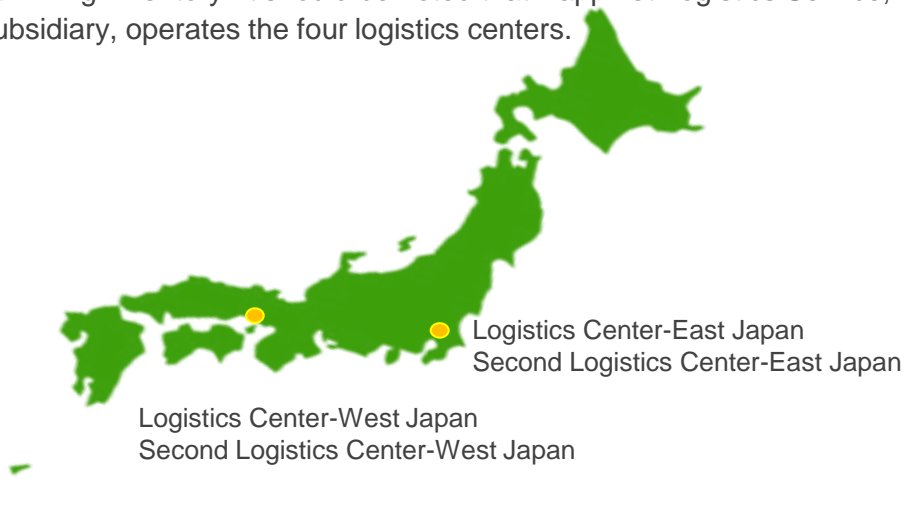 ubsidiary, operates the four logistics centers.
Logistics Center-East Japan
Second Logistics Center-East Japan
Logistics Center-West Japan
Second Logistics Center-West Japan